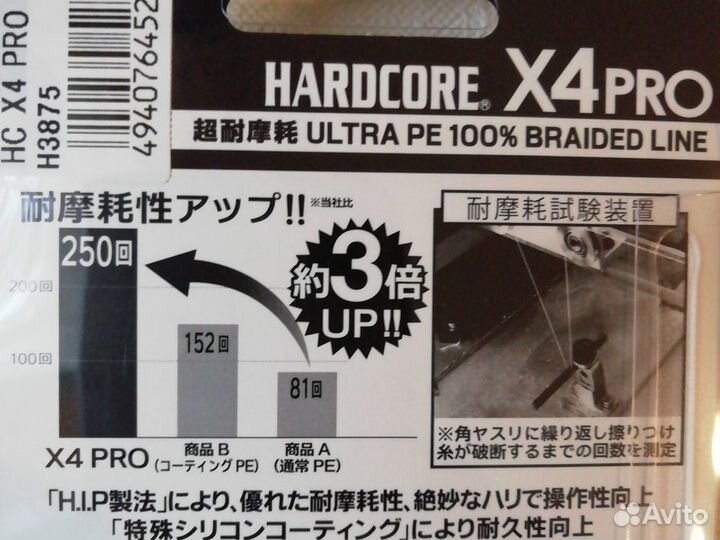 HC X4 PRO
H3875
494076452
HARDCORE® X4 PRO
超耐摩耗 ULTRA PE 100% BRAIDED LINE
耐摩耗性アップ!! ※当社比
250回
200回
152回
100回
81回
約3倍
UP!!
X4 PRO
商品B
(コーティングPE)
商品A
(通常PE)
耐摩耗試験装置
※角ヤスリに繰り返し擦りつけ
糸が破断するまでの回数を測定
「H.I.P製法」により、優れた耐摩耗性、絶妙なハリで操作性向上
「特殊シリコンコーティング」により耐久性向上
Avito